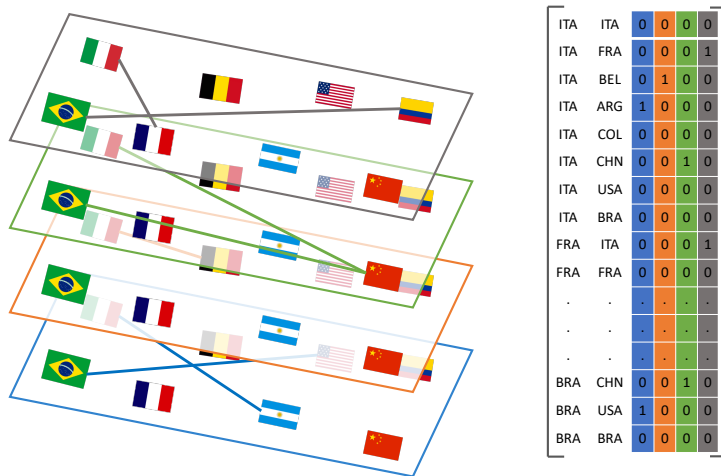 ITA ITA 0 0 0 0
ITA FRA 0 0 0 1
ITA BEL 0 1 0 0
ITA ARG 1 0 0 0
ITA COL 0 0 0 0
ITA CHN 0 0 1 0
ITA USA 0 0 0 0
ITA BRA 0 0 0 0
FRA ITA 0 0 0 1
FRA FRA 0 0 0 0
. . . . . .
. . . . . .
. . . . . .
BRA CHN 0 0 1 0
BRA USA 1 0 0 0
BRA BRA 0 0 0 0